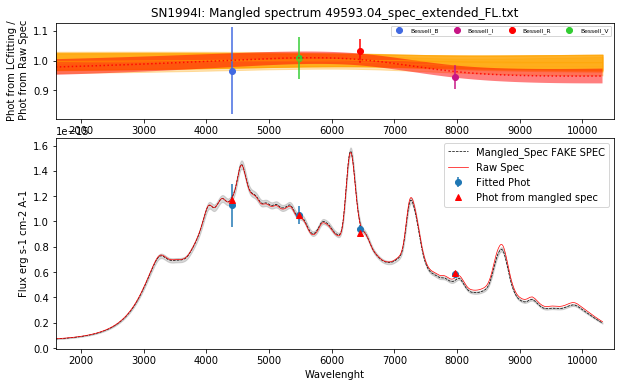 SN1994I: Mangled spectrum 49593.04_spec_extended_FL.txt
Phot from LCfitting /
Phot from Raw Spec
1.1
1.0
0.9
Bessell_B
Bessell_I
Bessell_R
Bessell_V
2000 3000 4000 5000 6000 7000 8000 9000 10000
Flux erg s-1 cm-2 A-1
1.6
1.4
1.2
1.0
0.8
0.6
0.4
0.2
0.0
Mangled_Spec FAKE SPEC
Raw Spec
Fitted Phot
Phot from mangled spec
2000 3000 4000 5000 6000 7000 8000 9000 10000
Wavelenght